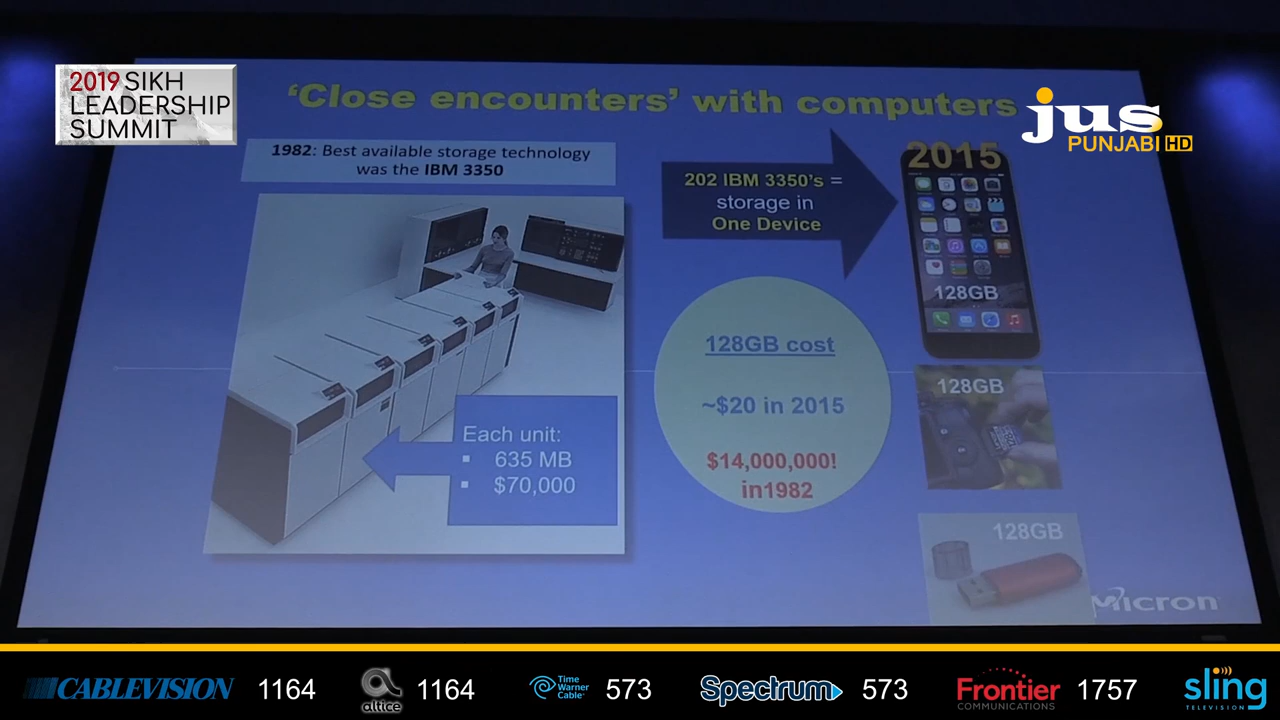 2019 SIKH
LEADERSHIP
SUMMIT
‘Close encounters’ with computers
jus
PUNJABI HD
1982: Best available storage technology
was the IBM 3350
202 IBM 3350's =
storage in
One Device
2015
128GB
128GB cost
~$20 in 2015
$14,000,000!
in1982
Each unit:
▪ 635 MB
▪ $70,000
128GB
128GB
Micron
CABLEVISION 1164
altice 1164
Time
Warner
Cable 573
Spectrum 573
Frontier
COMMUNICATIONS 1757
sling
TELEVISION